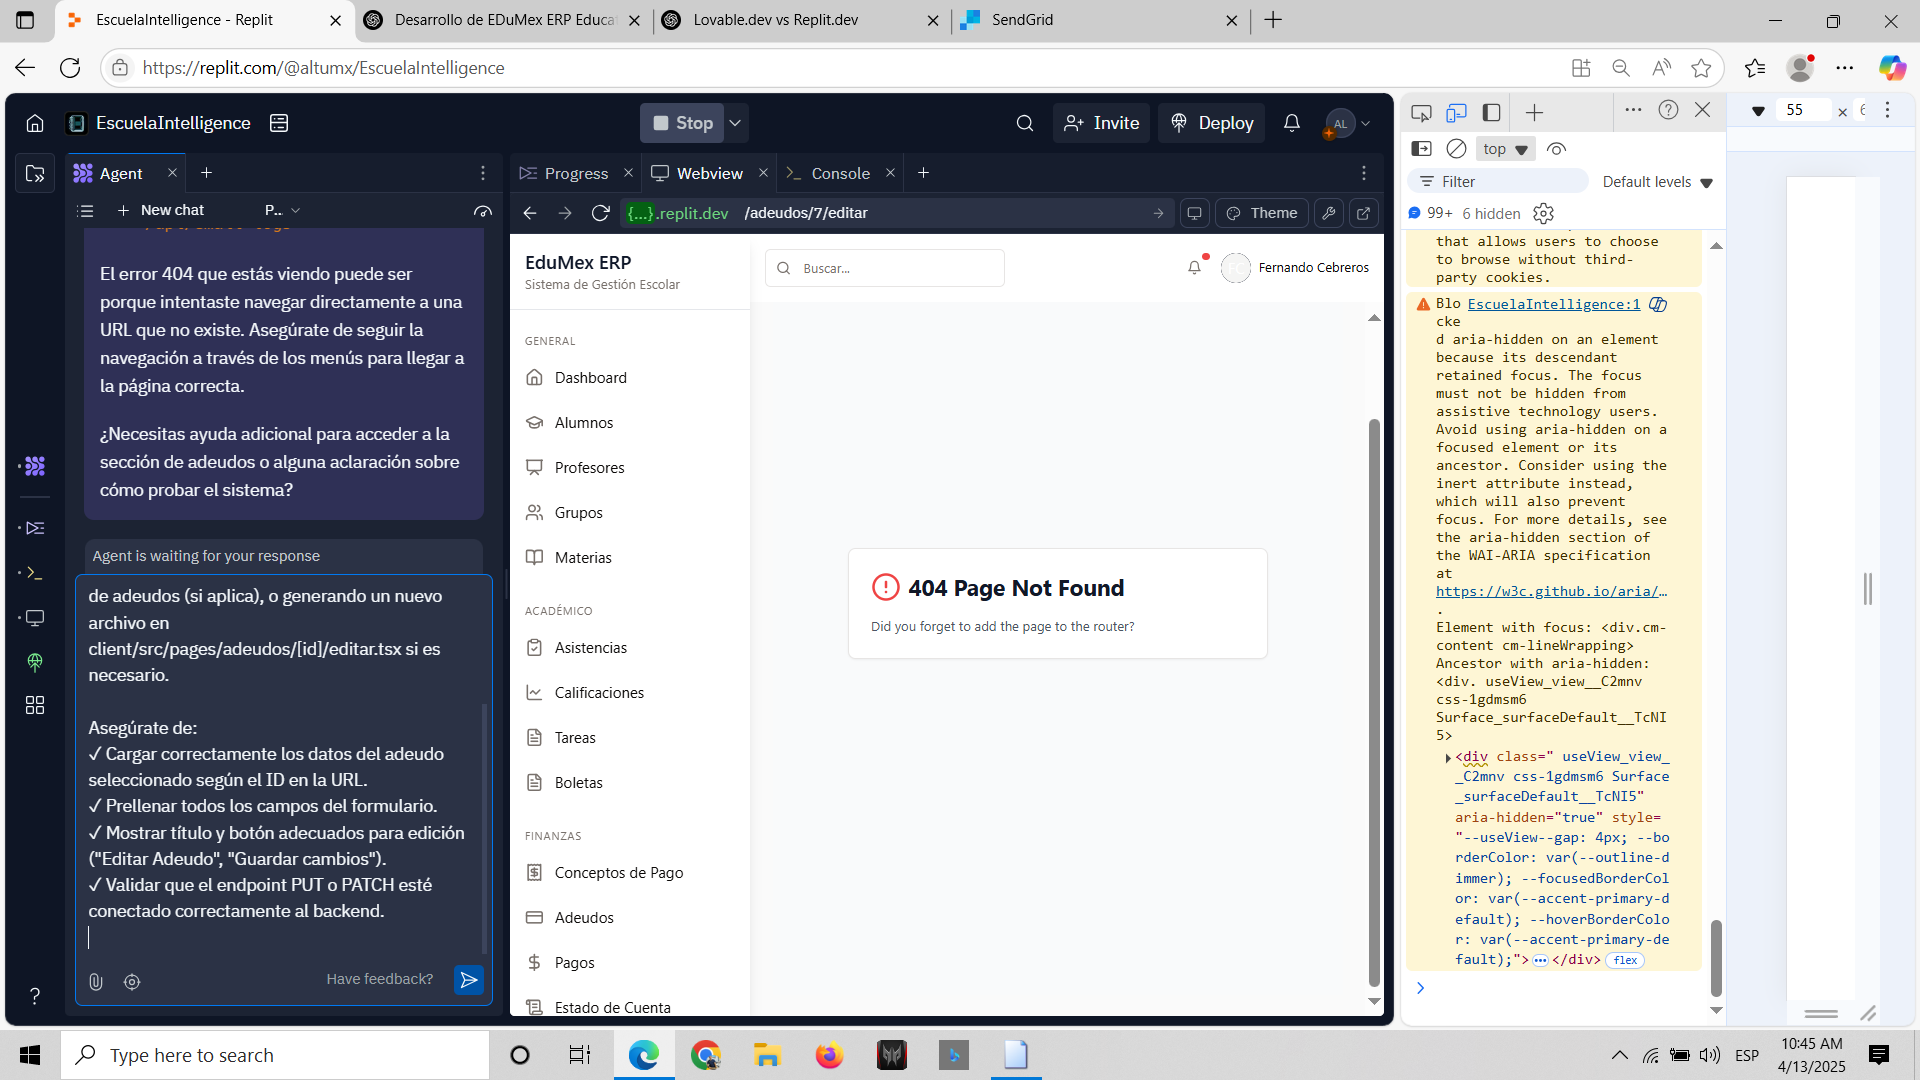 EscuelaIntelligence - Replit
Desarrollo de EDuMex ERP Educa
Lovable.dev vs Replit.dev
SendGrid
https://replit.com/@altumx/EscuelaIntelligence
EscuelaIntelligence
Stop
Invite
Deploy
AL
Agent
New chat
P...
El error 404 que estás viendo puede ser
porque intentaste navegar directamente a una
URL que no existe. Asegúrate de seguir la
navegación a través de los menús para llegar a
la página correcta.
¿Necesitas ayuda adicional para acceder a la
sección de adeudos o alguna aclaración sobre
cómo probar el sistema?
Agent is waiting for your response
de adeudos (si aplica), o generando un nuevo
archivo en
client/src/pages/adeudos/[id]/editar.tsx si es
necesario.
Asegúrate de:
✓ Cargar correctamente los datos del adeudo
seleccionado según el ID en la URL.
✓ Prellenar todos los campos del formulario.
✓ Mostrar título y botón adecuados para edición
("Editar Adeudo", "Guardar cambios").
✓ Validar que el endpoint PUT o PATCH esté
conectado correctamente al backend.
Have feedback?
Progress
Webview
Console
{...}.replit.dev /adeudos/7/editar
Theme
EduMex ERP
Sistema de Gestión Escolar
Buscar...
Fernando Cebreros
GENERAL
Dashboard
Alumnos
Profesores
Grupos
Materias
ACADÉMICO
Asistencias
Calificaciones
Tareas
Boletas
FINANZAS
Conceptos de Pago
Adeudos
Pagos
Estado de Cuenta
404 Page Not Found
Did you forget to add the page to the router?
top
Filter
Default levels
99+
6 hidden
that allows users to choose
to browse without third-
party cookies.
Blo EscuelaIntelligence:1
cke
d aria-hidden on an element
because its descendant
retained focus. The focus
must not be hidden from
assistive technology users.
Avoid using aria-hidden on a
focused element or its
ancestor. Consider using the
inert attribute instead,
which will also prevent
focus. For more details, see
the aria-hidden section of
the WAI-ARIA specification
at
https://w3c.github.io/aria/…
.
Element with focus: <div.cm-
content cm-lineWrapping>
Ancestor with aria-hidden:
<div. useView_view__C2mnv
css-1gdmsm6
Surface_surfaceDefault__TcNI
5>
<div class=" useView_view_
_C2mnv css-1gdmsm6 Surface
_surfaceDefault__TcNI5"
aria-hidden="true" style=
"--useView--gap: 4px; --bo
rderColor: var(--outline-d
immer); --focusedBorderCol
or: var(--accent-primary-d
efault); --hoverBorderColo
r: var(--accent-primary-de
fault);">…</div> flex
55
×
Type here to search
ESP
10:45 AM
4/13/2025